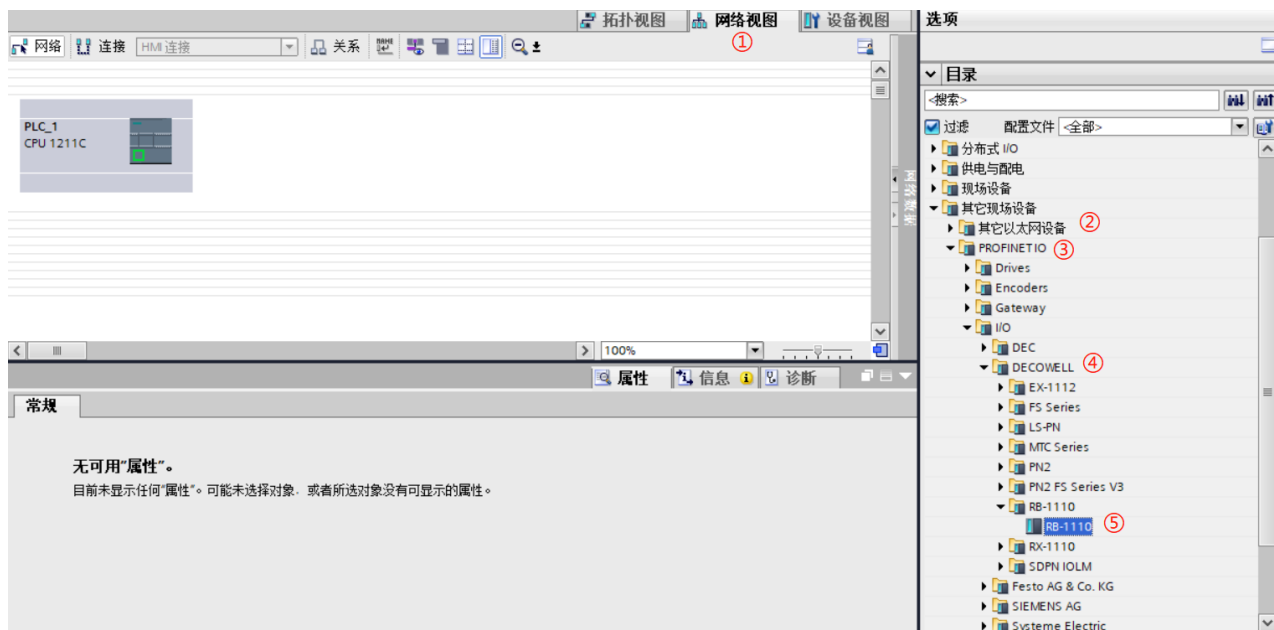 拓扑视图 网络视图 设备视图 选项
①
网络 连接 HMI 连接 关系
目录
<搜索>
过滤 配置文件 <全部>
PLC_1
CPU 1211C
网络数据
分布式 I/O
供电与配电
现场设备
其它现场设备
其它以太网设备 ②
PROFINET IO ③
Drives
Encoders
Gateway
I/O
DEC
DECOWELL ④
EX-1112
FS Series
LS-PN
MTC Series
PN2
PN2 FS Series V3
RB-1110
RB-1110 ⑤
RX-1110
SDPN IOLM
Festo AG & Co. KG
SIEMENS AG
Systeme Electric
100%
属性 信息 诊断
常规
无可用“属性”。
目前未显示任何“属性”。可能未选择对象，或者所选对象没有可显示的属性。